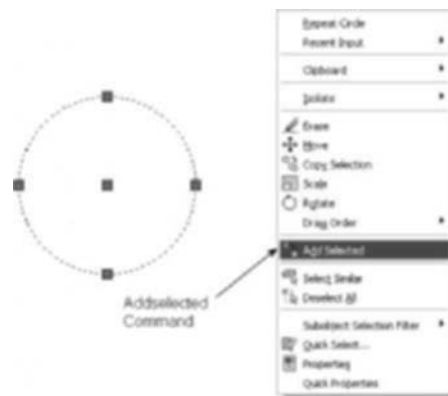 Repeat Circle
Recent Input
Clipboard
Isolate
Erase
Move
Copy Selection
Scale
Rotate
Draw Order
Add Selected
Select Similar
Deselect All
Subobject Selection Filter
Quick Select...
Properties
Quick Properties
Addselected
Command